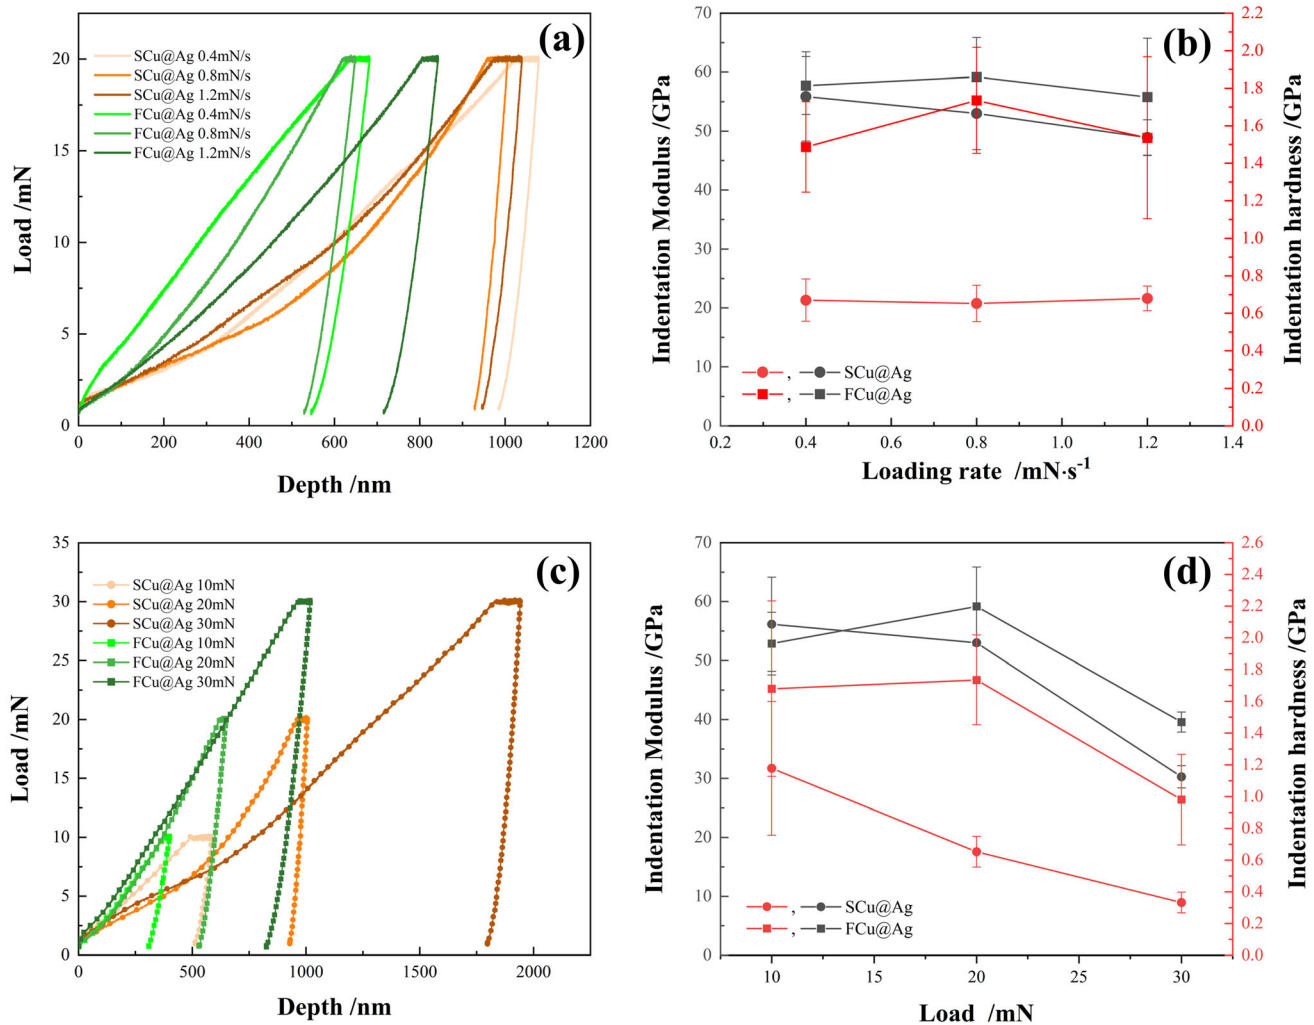 (a)
SCu@Ag 0.4mN/s
SCu@Ag 0.8mN/s
SCu@Ag 1.2mN/s
FCu@Ag 0.4mN/s
FCu@Ag 0.8mN/s
FCu@Ag 1.2mN/s
Load /mN
20
15
10
5
0
0 200 400 600 800 1000 1200
Depth /nm
(b)
Indentation Modulus /GPa
70
60
50
40
30
20
10
0
2.2
2.0
1.8
1.6
1.4
1.2
1.0
0.8
0.6
0.4
0.2
0.0
Indentation hardness /GPa
, SCu@Ag
, FCu@Ag
0.2 0.4 0.6 0.8 1.0 1.2 1.4
Loading rate /mN·s-1
(c)
SCu@Ag 10mN
SCu@Ag 20mN
SCu@Ag 30mN
FCu@Ag 10mN
FCu@Ag 20mN
FCu@Ag 30mN
Load /mN
35
30
25
20
15
10
5
0
0 500 1000 1500 2000
Depth /nm
(d)
Indentation Modulus /GPa
70
60
50
40
30
20
10
0
2.6
2.4
2.2
2.0
1.8
1.6
1.4
1.2
1.0
0.8
0.6
0.4
0.2
0.0
Indentation hardness /GPa
, SCu@Ag
, FCu@Ag
10 15 20 25 30
Load /mN